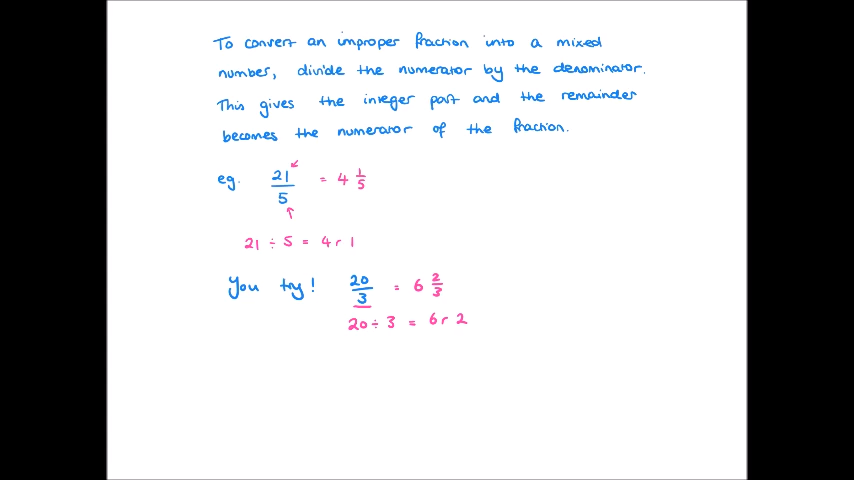 To convert an improper fraction into a mixed
number, divide the numerator by the denominator.
This gives the integer part and the remainder
becomes the numerator of the fraction.
eg. 21/5 = 4 1/5
21 ÷ 5 = 4 r 1
You try! 20/3 = 6 2/3
20 ÷ 3 = 6 r 2